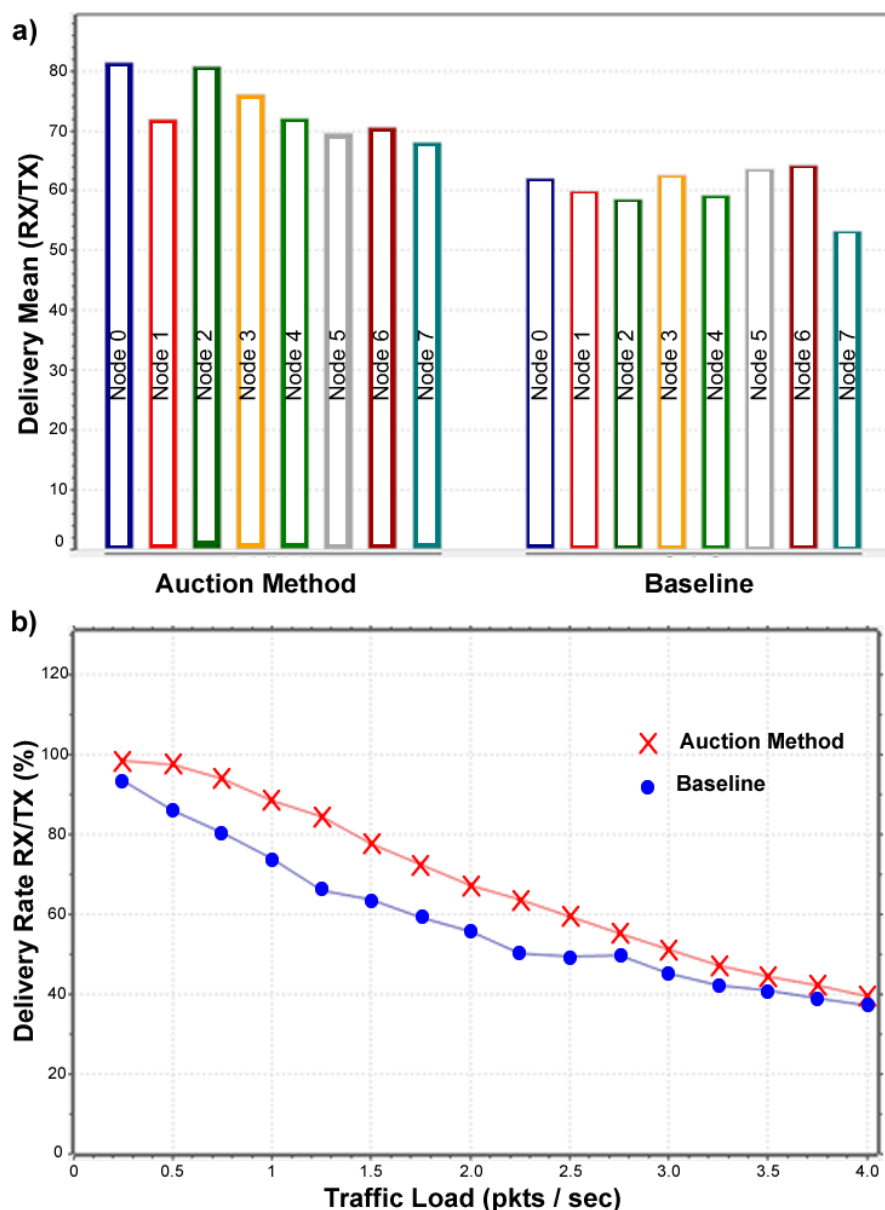 a)
Delivery Mean (RX/TX)
80
70
60
50
40
30
20
10
0
Node 0
Node 1
Node 2
Node 3
Node 4
Node 5
Node 6
Node 7
Node 0
Node 1
Node 2
Node 3
Node 4
Node 5
Node 6
Node 7
Auction Method
Baseline
b)
Delivery Rate RX/TX (%)
120
100
80
60
40
20
0
Auction Method
Baseline
0 0.5 1 1.5 2.0 2.5 3.0 3.5 4.0
Traffic Load (pkts / sec)